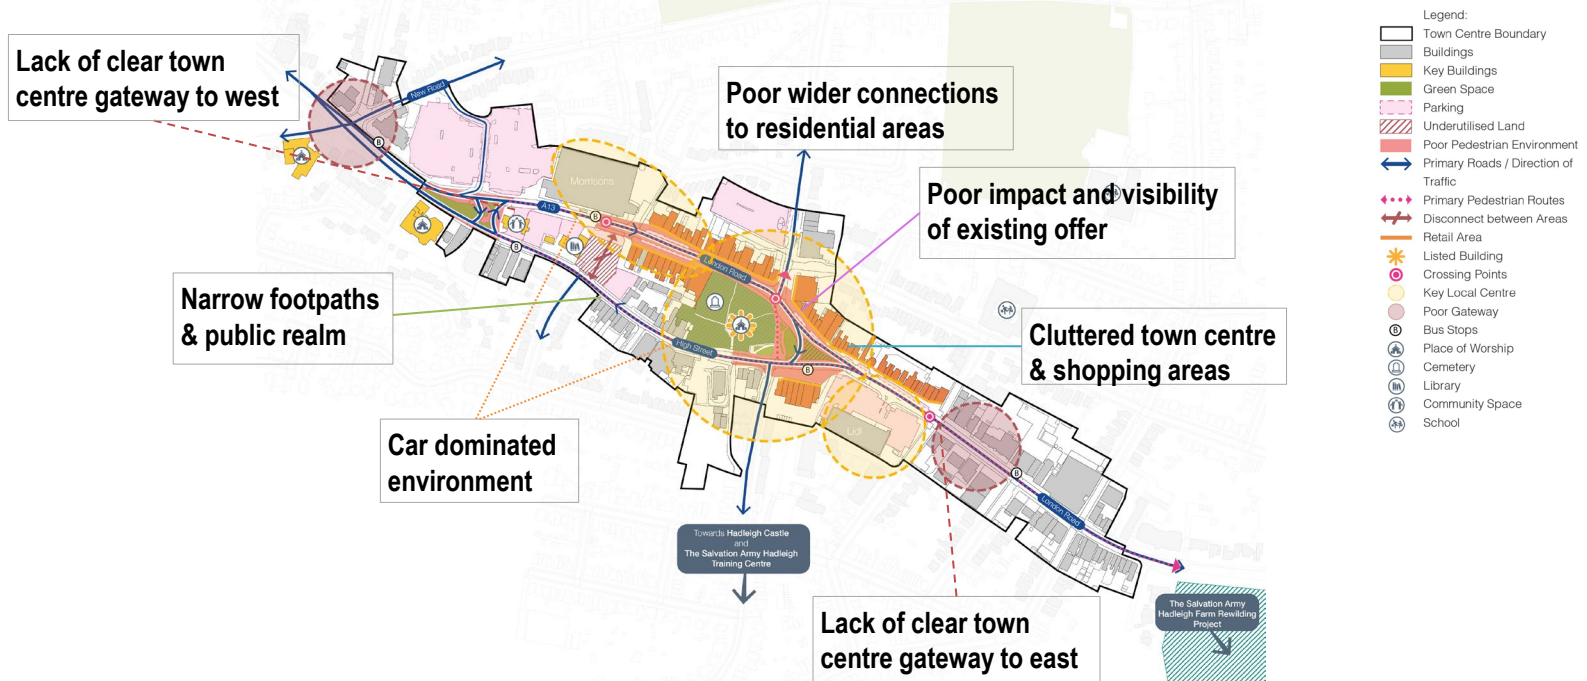 Lack of clear town
centre gateway to west
New Road
Poor wider connections
to residential areas
Morrisons
Poor impact and visibility
of existing offer
A13
B
B
B
London Road
Narrow footpaths
& public realm
High Street
B
Cluttered town centre
& shopping areas
Car dominated
environment
Lidl
B
London Road
Towards Hadleigh Castle
and
The Salvation Army Hadleigh
Training Centre
Lack of clear town
centre gateway to east
The Salvation Army
Hadleigh Farm Rewilding
Project
Legend:
Town Centre Boundary
Buildings
Key Buildings
Green Space
Parking
Underutilised Land
Poor Pedestrian Environment
Primary Roads / Direction of
Traffic
Primary Pedestrian Routes
Disconnect between Areas
Retail Area
Listed Building
Crossing Points
Key Local Centre
Poor Gateway
B Bus Stops
Place of Worship
Cemetery
Library
Community Space
School